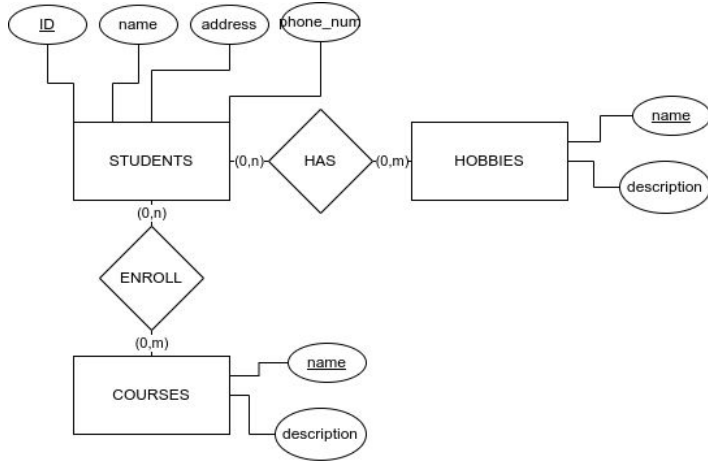 ID
name
address
phone_num
STUDENTS
(0,n)
HAS
(0,m)
HOBBIES
name
description
(0,n)
ENROLL
(0,m)
COURSES
name
description